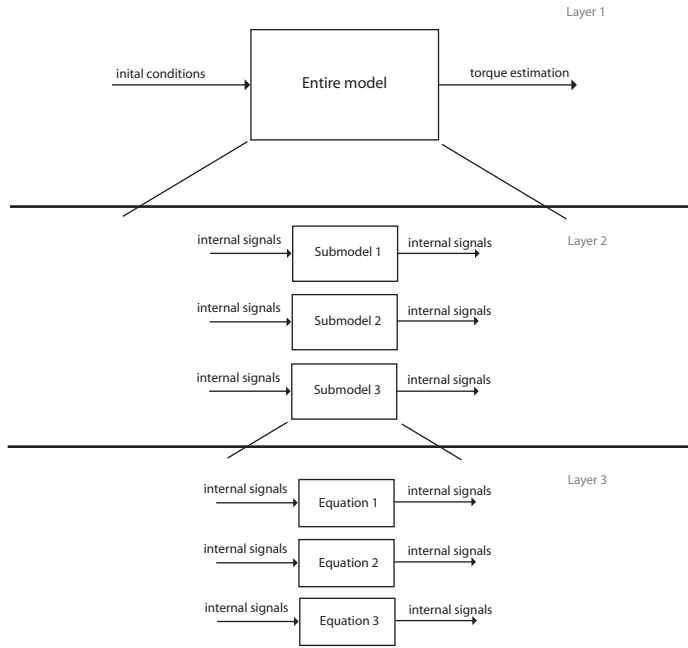 Layer 1
inital conditions
Entire model
torque estimation
internal signals
Submodel 1
internal signals
Layer 2
internal signals
Submodel 2
internal signals
internal signals
Submodel 3
internal signals
Layer 3
internal signals
Equation 1
internal signals
internal signals
Equation 2
internal signals
internal signals
Equation 3
internal signals